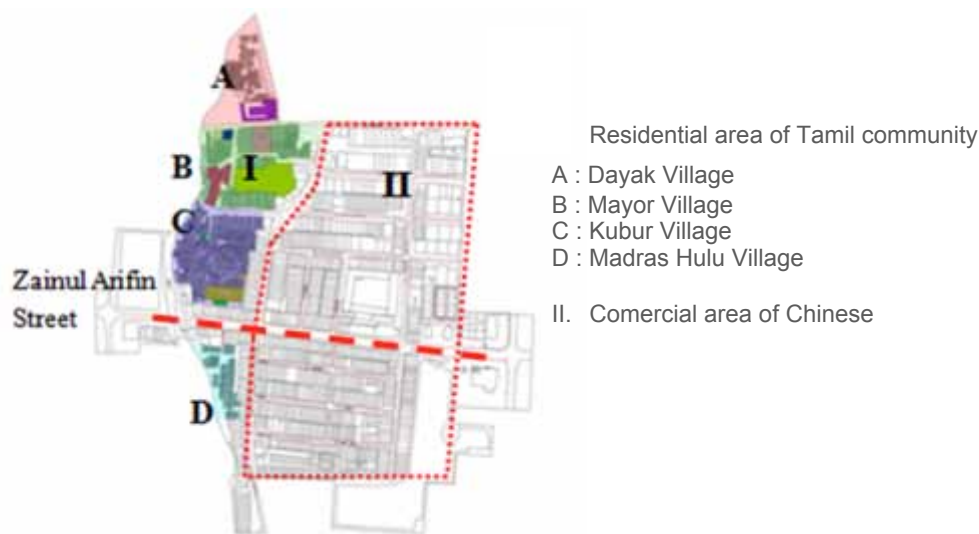 A
B
I
II
C
Zainul Arifin
Street
D
Residential area of Tamil community
A : Dayak Village
B : Mayor Village
C : Kubur Village
D : Madras Hulu Village
II. Comercial area of Chinese